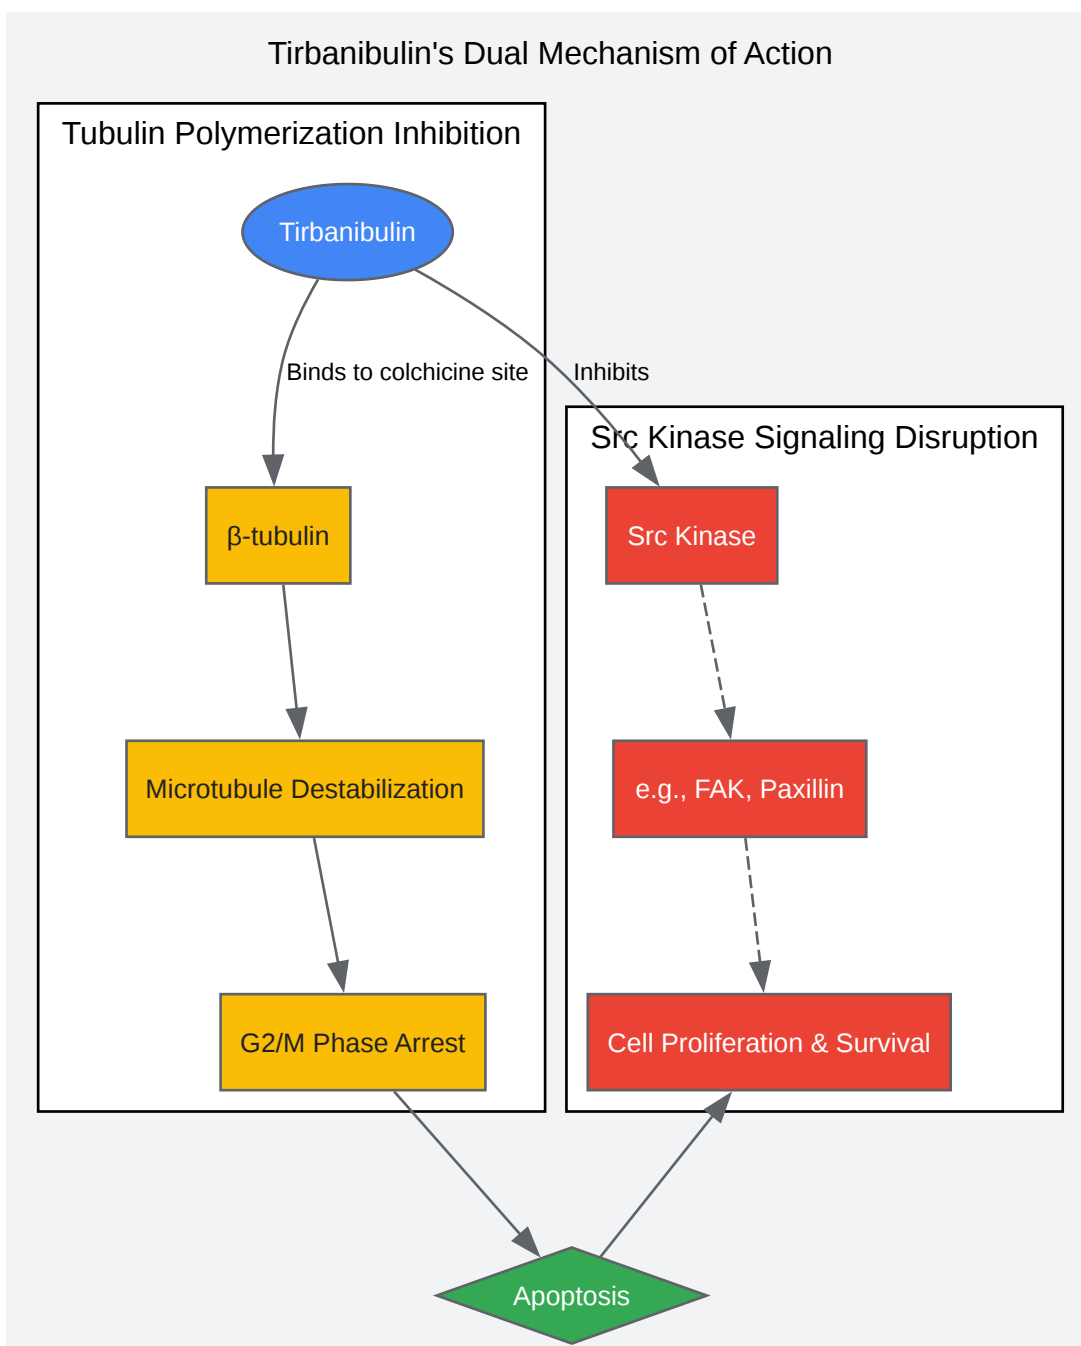 Tirbanibulin's Dual Mechanism of Action
Tubulin Polymerization Inhibition
Tirbanibulin
Binds to colchicine site
Inhibits
Src Kinase Signaling Disruption
β-tubulin
Src Kinase
Microtubule Destabilization
e.g., FAK, Paxillin
G2/M Phase Arrest
Cell Proliferation & Survival
Apoptosis